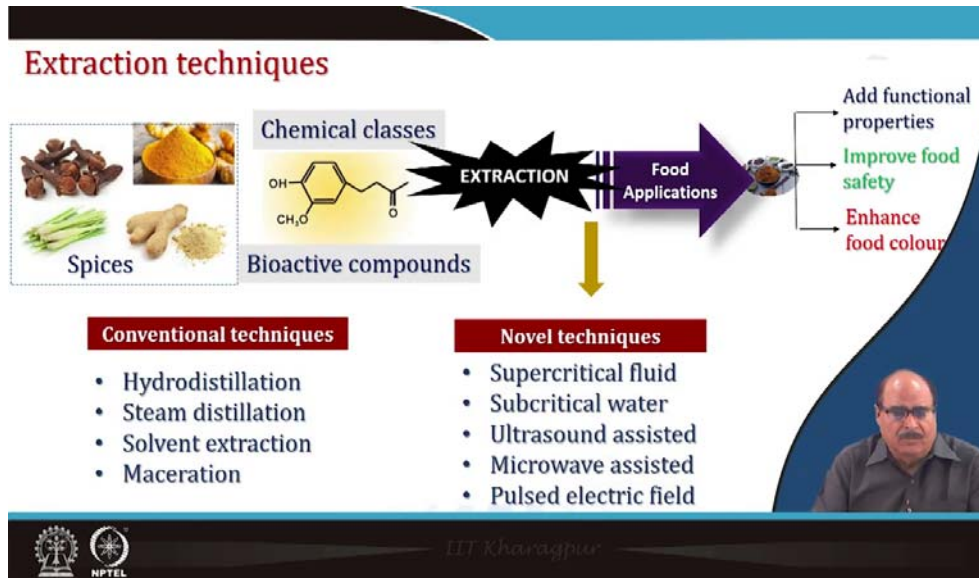 Extraction techniques
Spices
Chemical classes
OH
CH₃O
O
Bioactive compounds
EXTRACTION
Food
Applications
Add functional
properties
Improve food
safety
Enhance
food colour
Conventional techniques
• Hydrodistillation
• Steam distillation
• Solvent extraction
• Maceration
Novel techniques
• Supercritical fluid
• Subcritical water
• Ultrasound assisted
• Microwave assisted
• Pulsed electric field
NPTEL
IIT Kharagpur